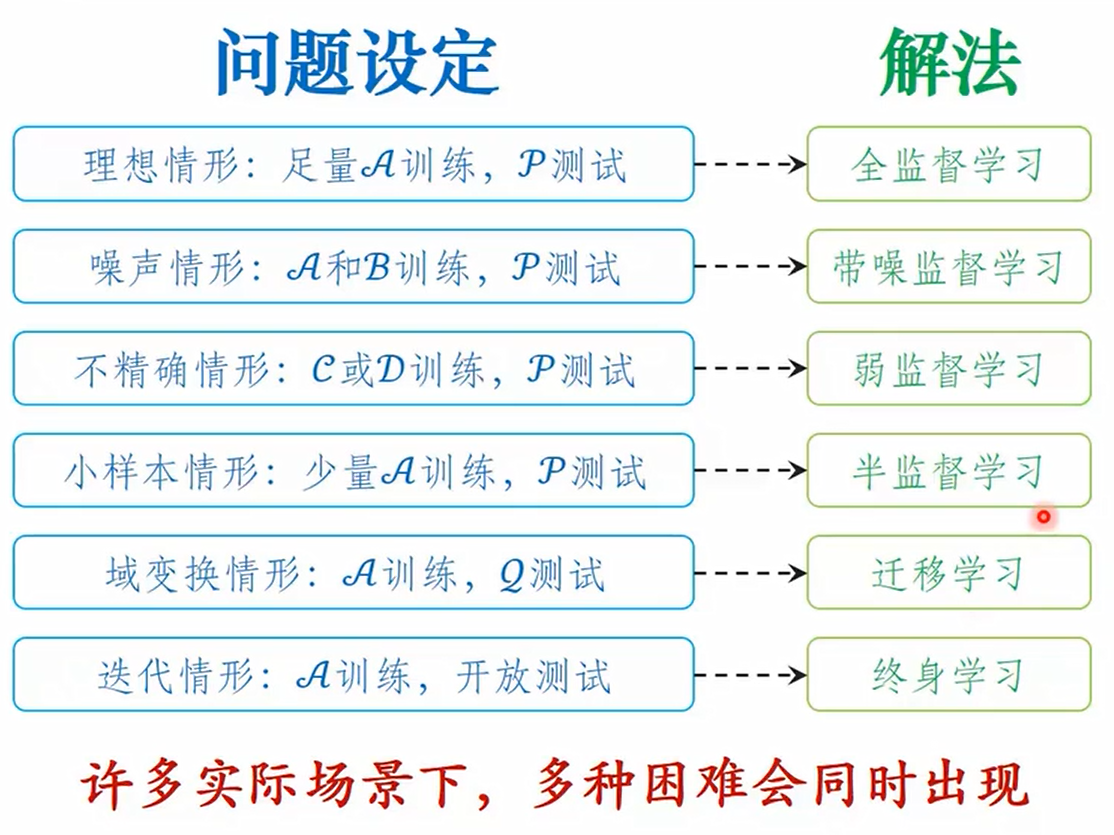 问题设定
解法
理想情形：足量𝒜训练，𝒫测试
全监督学习
噪声情形：𝒜和ℬ训练，𝒫测试
带噪监督学习
不精确情形：𝒞或𝒟训练，𝒫测试
弱监督学习
小样本情形：少量𝒜训练，𝒫测试
半监督学习
域变换情形：𝒜训练，𝒬测试
迁移学习
迭代情形：𝒜训练，开放测试
终身学习
许多实际场景下，多种困难会同时出现